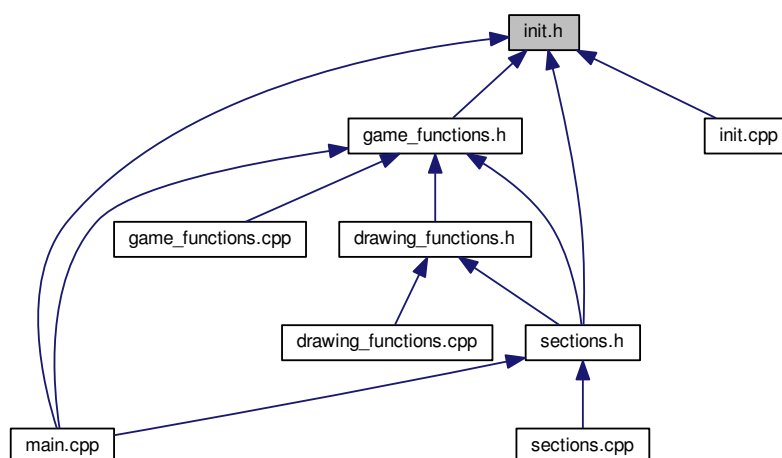 init.h
game_functions.h
init.cpp
game_functions.cpp
drawing_functions.h
drawing_functions.cpp
sections.h
main.cpp
sections.cpp